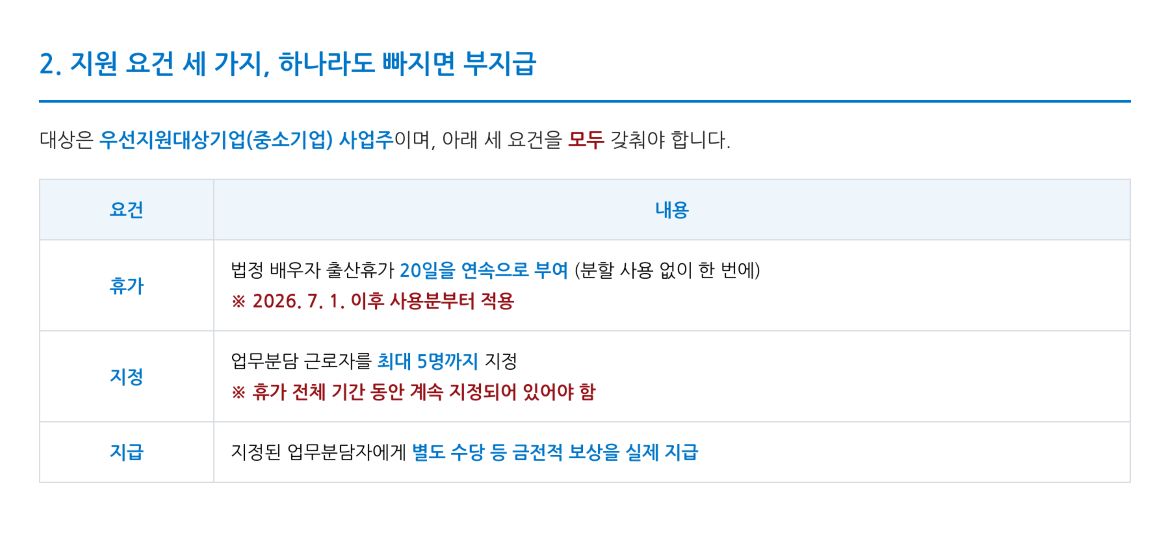 2. 지원 요건 세 가지, 하나라도 빠지면 부지급
대상은 우선지원대상기업(중소기업) 사업주이며, 아래 세 요건을 모두 갖춰야 합니다.
요건
내용
휴가
법정 배우자 출산휴가 20일을 연속으로 부여 (분할 사용 없이 한 번에)
※ 2026. 7. 1. 이후 사용분부터 적용
지정
업무분담 근로자를 최대 5명까지 지정
※ 휴가 전체 기간 동안 계속 지정되어 있어야 함
지급
지정된 업무분담자에게 별도 수당 등 금전적 보상을 실제 지급